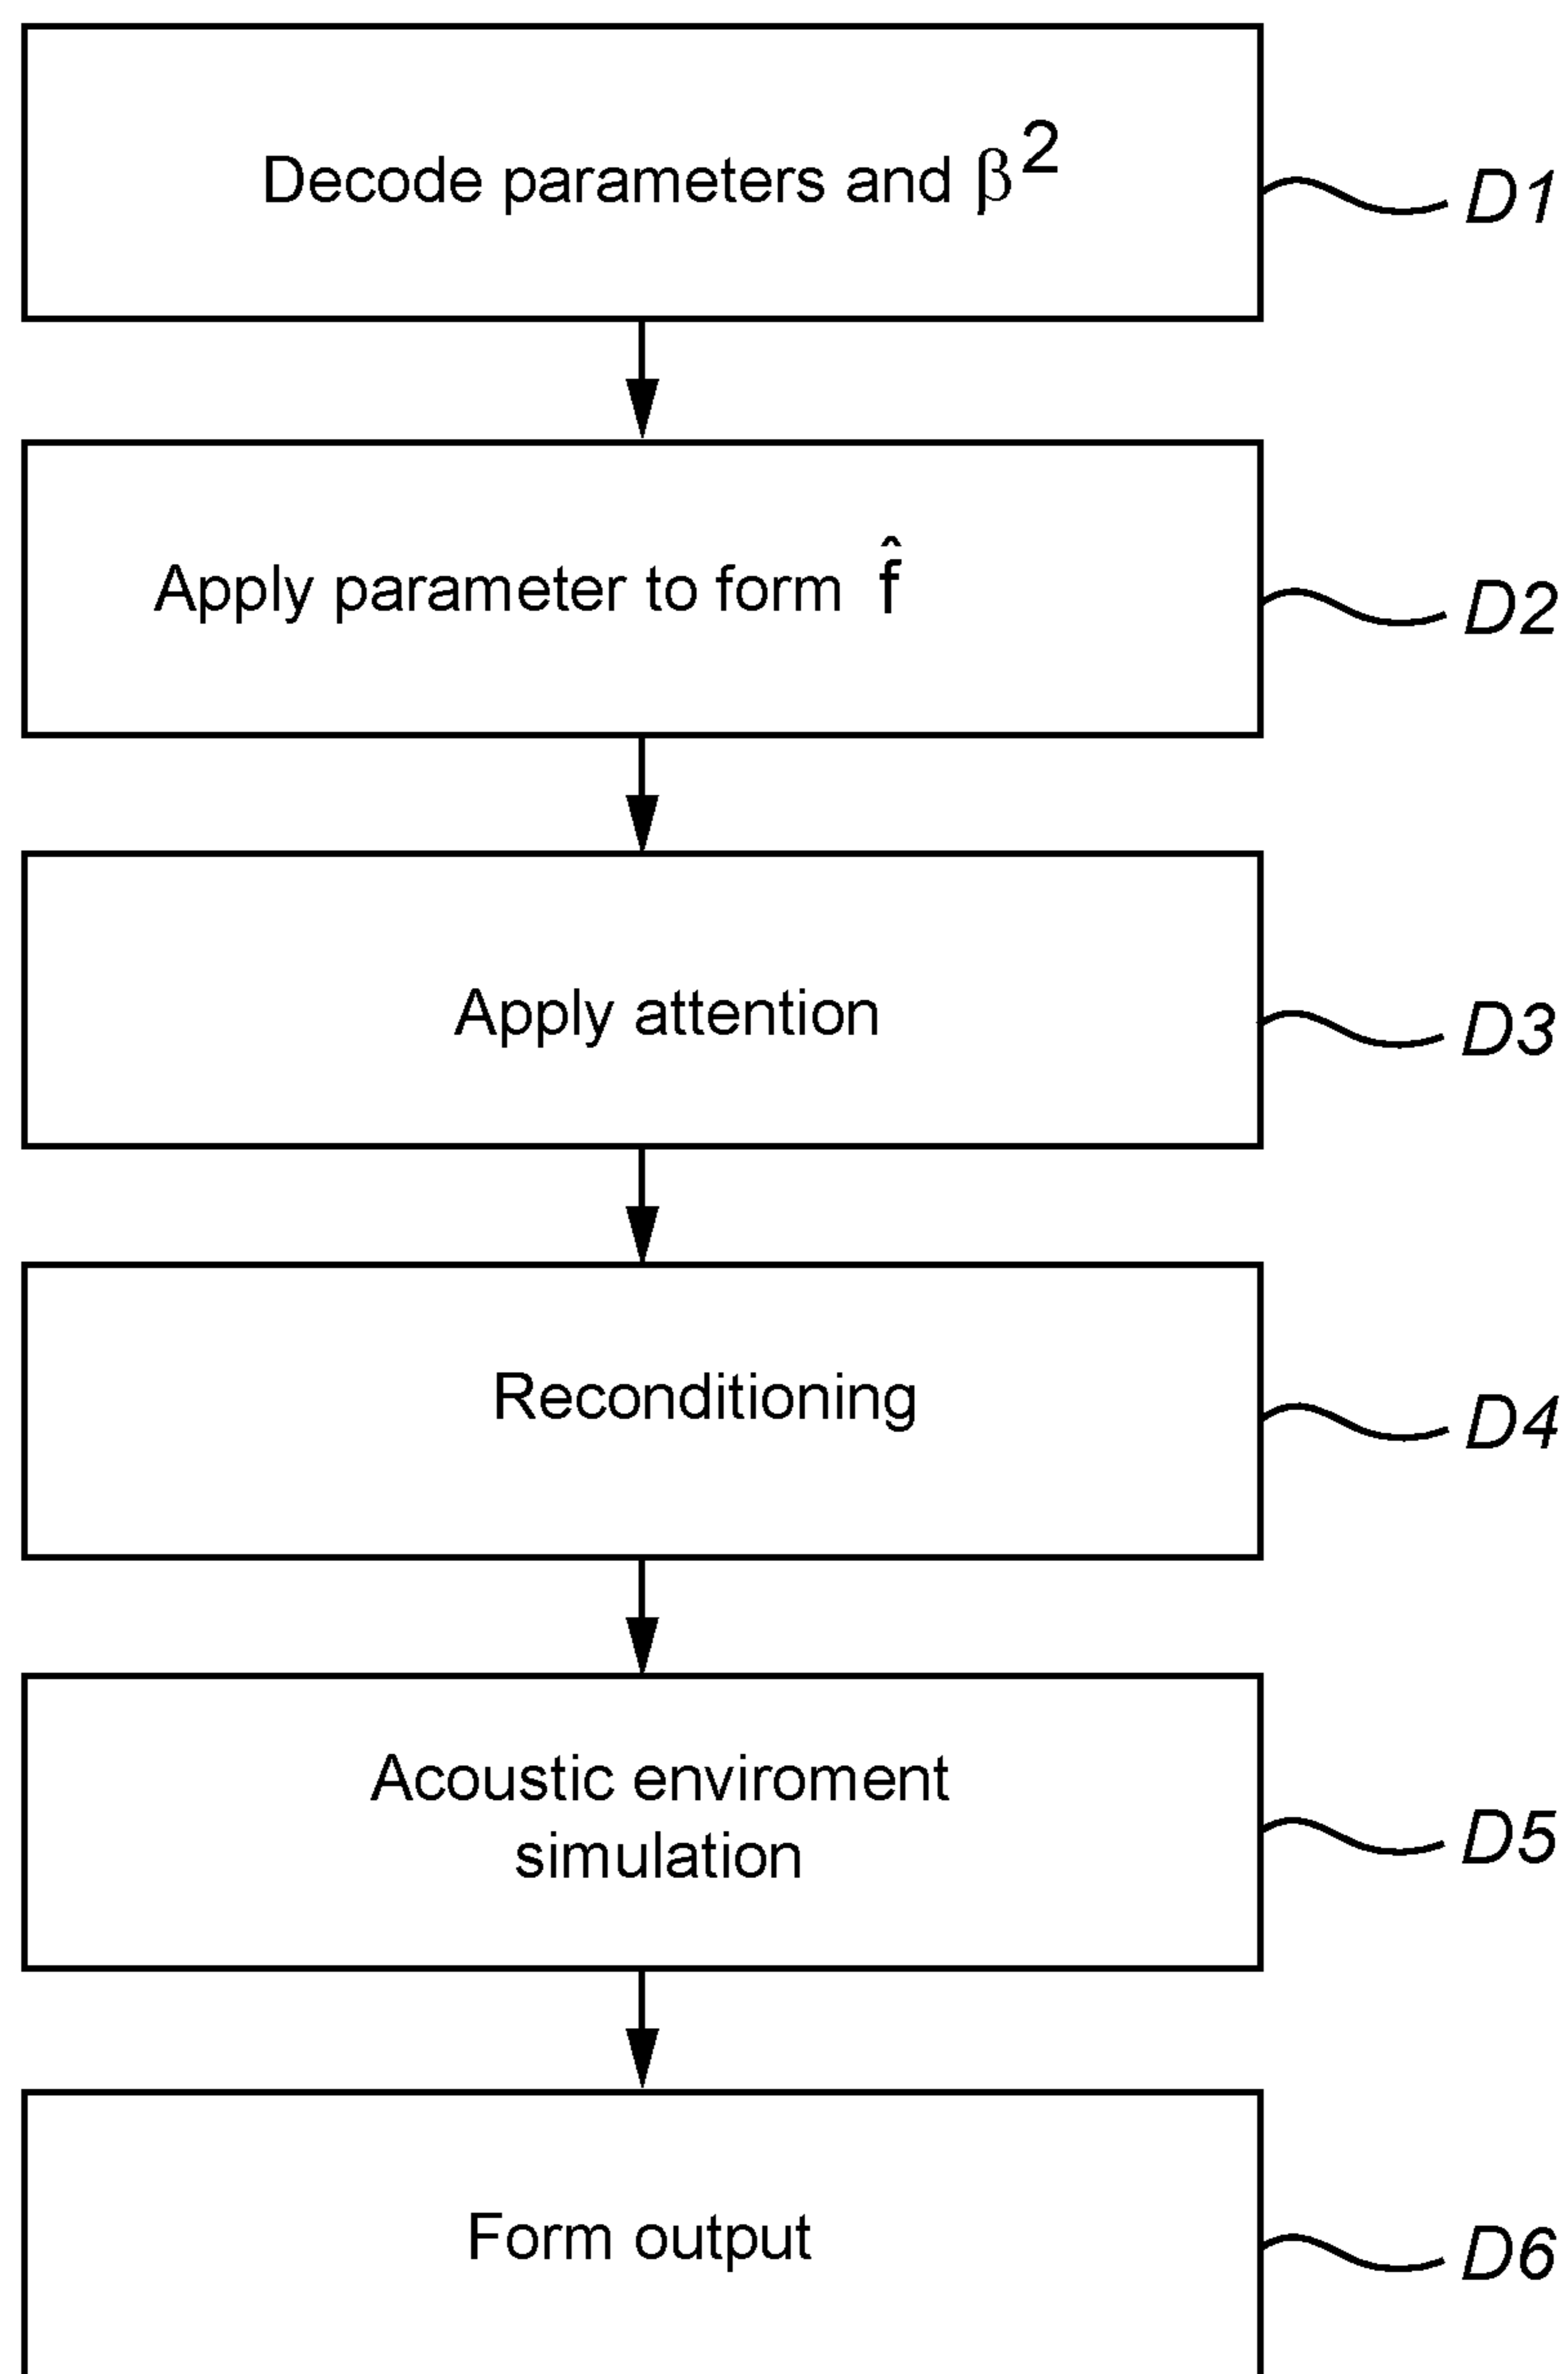 Decode parameters and β²
D1
Apply parameter to form f̂
D2
Apply attention
D3
Reconditioning
D4
Acoustic enviroment
simulation
D5
Form output
D6